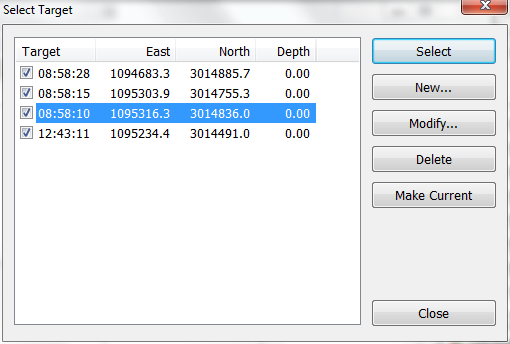 Select Target
Target East North Depth
08:58:28 1094683.3 3014885.7 0.00
08:58:15 1095303.9 3014755.3 0.00
08:58:10 1095316.3 3014836.0 0.00
12:43:11 1095234.4 3014491.0 0.00
Select
New...
Modify...
Delete
Make Current
Close